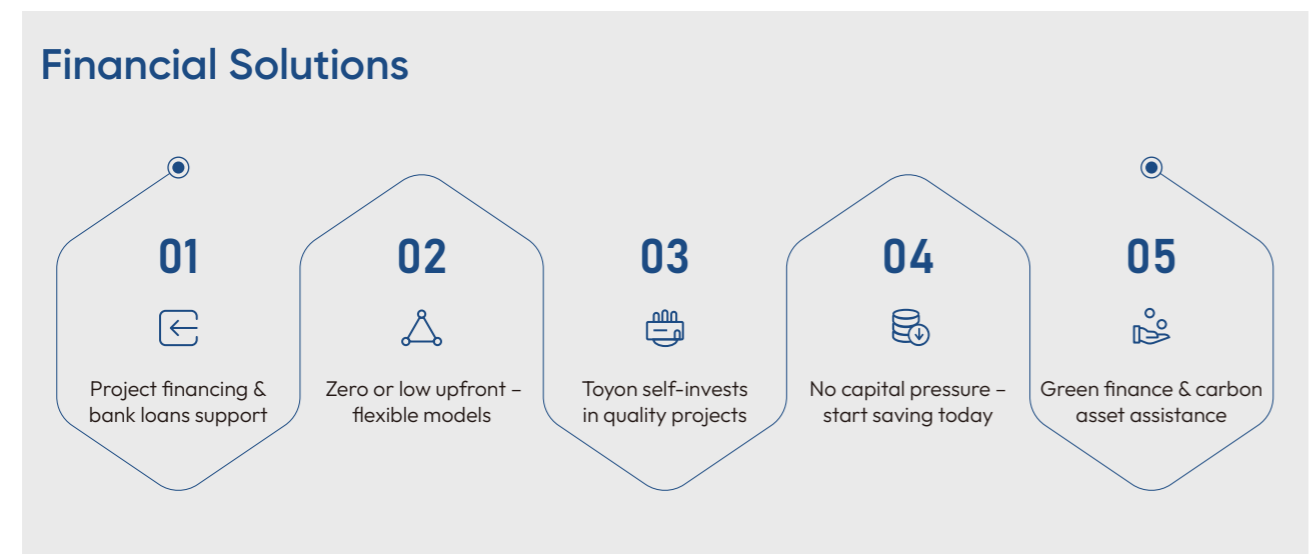 Financial Solutions
01
Project financing &
bank loans support
02
Zero or low upfront –
flexible models
03
Toyon self-invests
in quality projects
04
No capital pressure –
start saving today
05
Green finance & carbon
asset assistance